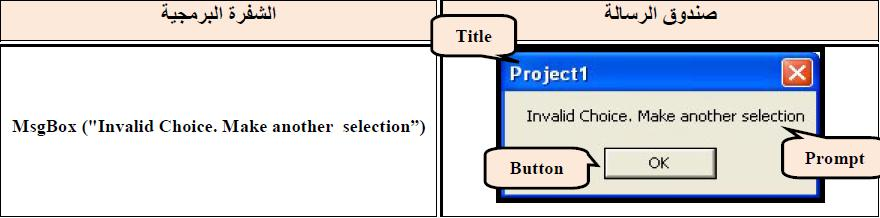 صندوق الرسالة
الشفرة البرمجية
Title
Project1
Invalid Choice. Make another selection
OK
Button
Prompt
MsgBox ("Invalid Choice. Make another  selection”)